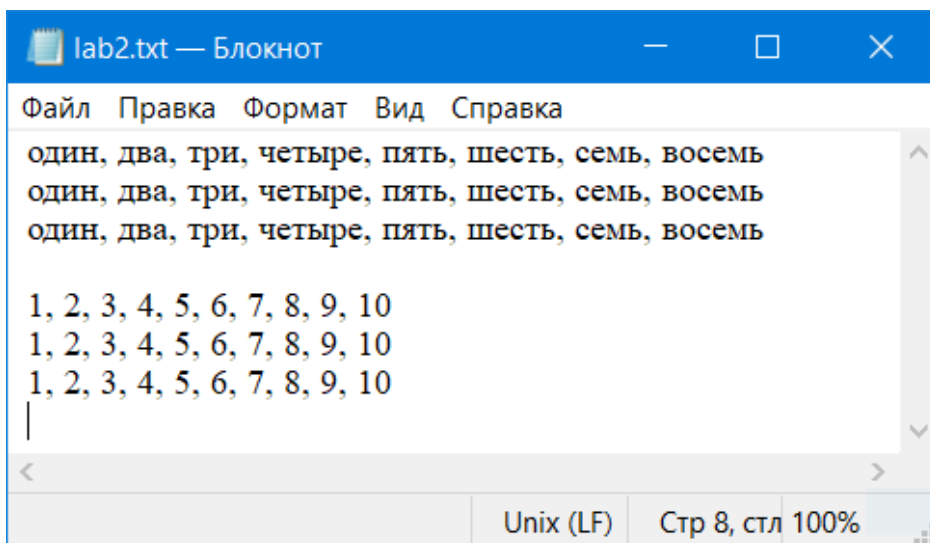 lab2.txt — Блокнот
Файл Правка Формат Вид Справка
один, два, три, четыре, пять, шесть, семь, восемь
один, два, три, четыре, пять, шесть, семь, восемь
один, два, три, четыре, пять, шесть, семь, восемь
1, 2, 3, 4, 5, 6, 7, 8, 9, 10
1, 2, 3, 4, 5, 6, 7, 8, 9, 10
1, 2, 3, 4, 5, 6, 7, 8, 9, 10
Unix (LF) Стр 8, стл 100%